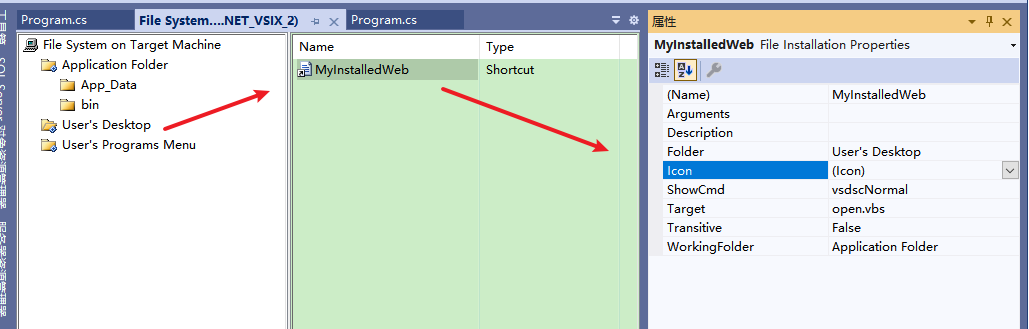 Program.cs
File System....NET_VSIX_2)
Program.cs
File System on Target Machine
Application Folder
App_Data
bin
User's Desktop
User's Programs Menu
Name Type
MyInstalledWeb Shortcut
属性
MyInstalledWeb File Installation Properties
(Name) MyInstalledWeb
Arguments
Description
Folder User's Desktop
Icon (Icon)
ShowCmd vsdscNormal
Target open.vbs
Transitive False
WorkingFolder Application Folder